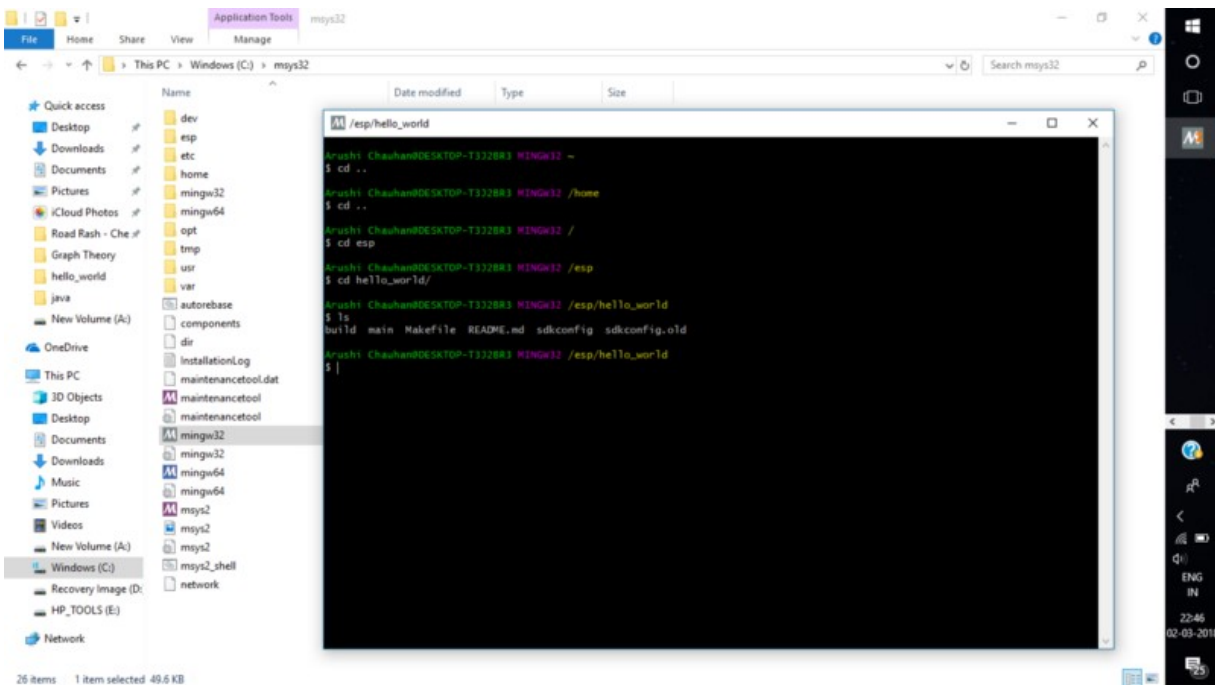 Application Tools msys32
File Home Share View Manage
This PC > Windows (C:) > msys32
Search msys32
Quick access
Desktop
Downloads
Documents
Pictures
iCloud Photos
Road Rash - Che
Graph Theory
hello_world
java
New Volume (A:)
OneDrive
This PC
3D Objects
Desktop
Documents
Downloads
Music
Pictures
Videos
New Volume (A:)
Windows (C:)
Recovery Image (D:
HP_TOOLS (E:)
Network
Name Date modified Type Size
dev
esp
etc
home
mingw32
mingw64
opt
tmp
usr
var
autorebase
components
dir
InstallationLog
maintenancetool.dat
maintenancetool
maintenancetool
mingw32
mingw32
mingw64
mingw64
msys2
msys2
msys2
msys2_shell
network
/esp/hello_world
Arushi Chauhan@DESKTOP-T332BR3 MINGW32 ~
$ cd ..
Arushi Chauhan@DESKTOP-T332BR3 MINGW32 /home
$ cd ..
Arushi Chauhan@DESKTOP-T332BR3 MINGW32 /
$ cd esp
Arushi Chauhan@DESKTOP-T332BR3 MINGW32 /esp
$ cd hello_world/
Arushi Chauhan@DESKTOP-T332BR3 MINGW32 /esp/hello_world
$ ls
build main Makefile README.md sdkconfig sdkconfig.old
Arushi Chauhan@DESKTOP-T332BR3 MINGW32 /esp/hello_world
$
26 items 1 item selected 49.6 KB
ENG
IN
22:46
02-03-201
25